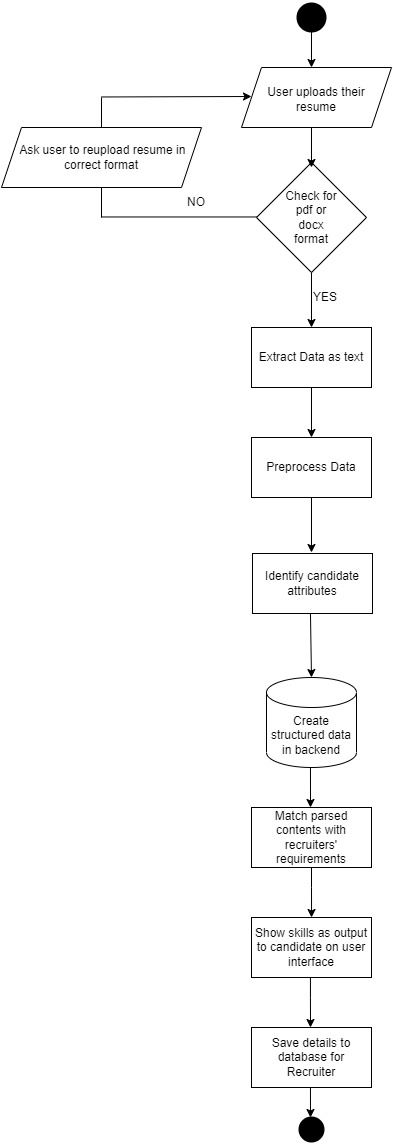 User uploads their
resume
Ask user to reupload resume in
correct format
Check for
pdf or
docx
format
NO
YES
Extract Data as text
Preprocess Data
Identify candidate
attributes
Create
structured data
in backend
Match parsed
contents with
recruiters'
requirements
Show skills as output
to candidate on user
interface
Save details to
database for
Recruiter